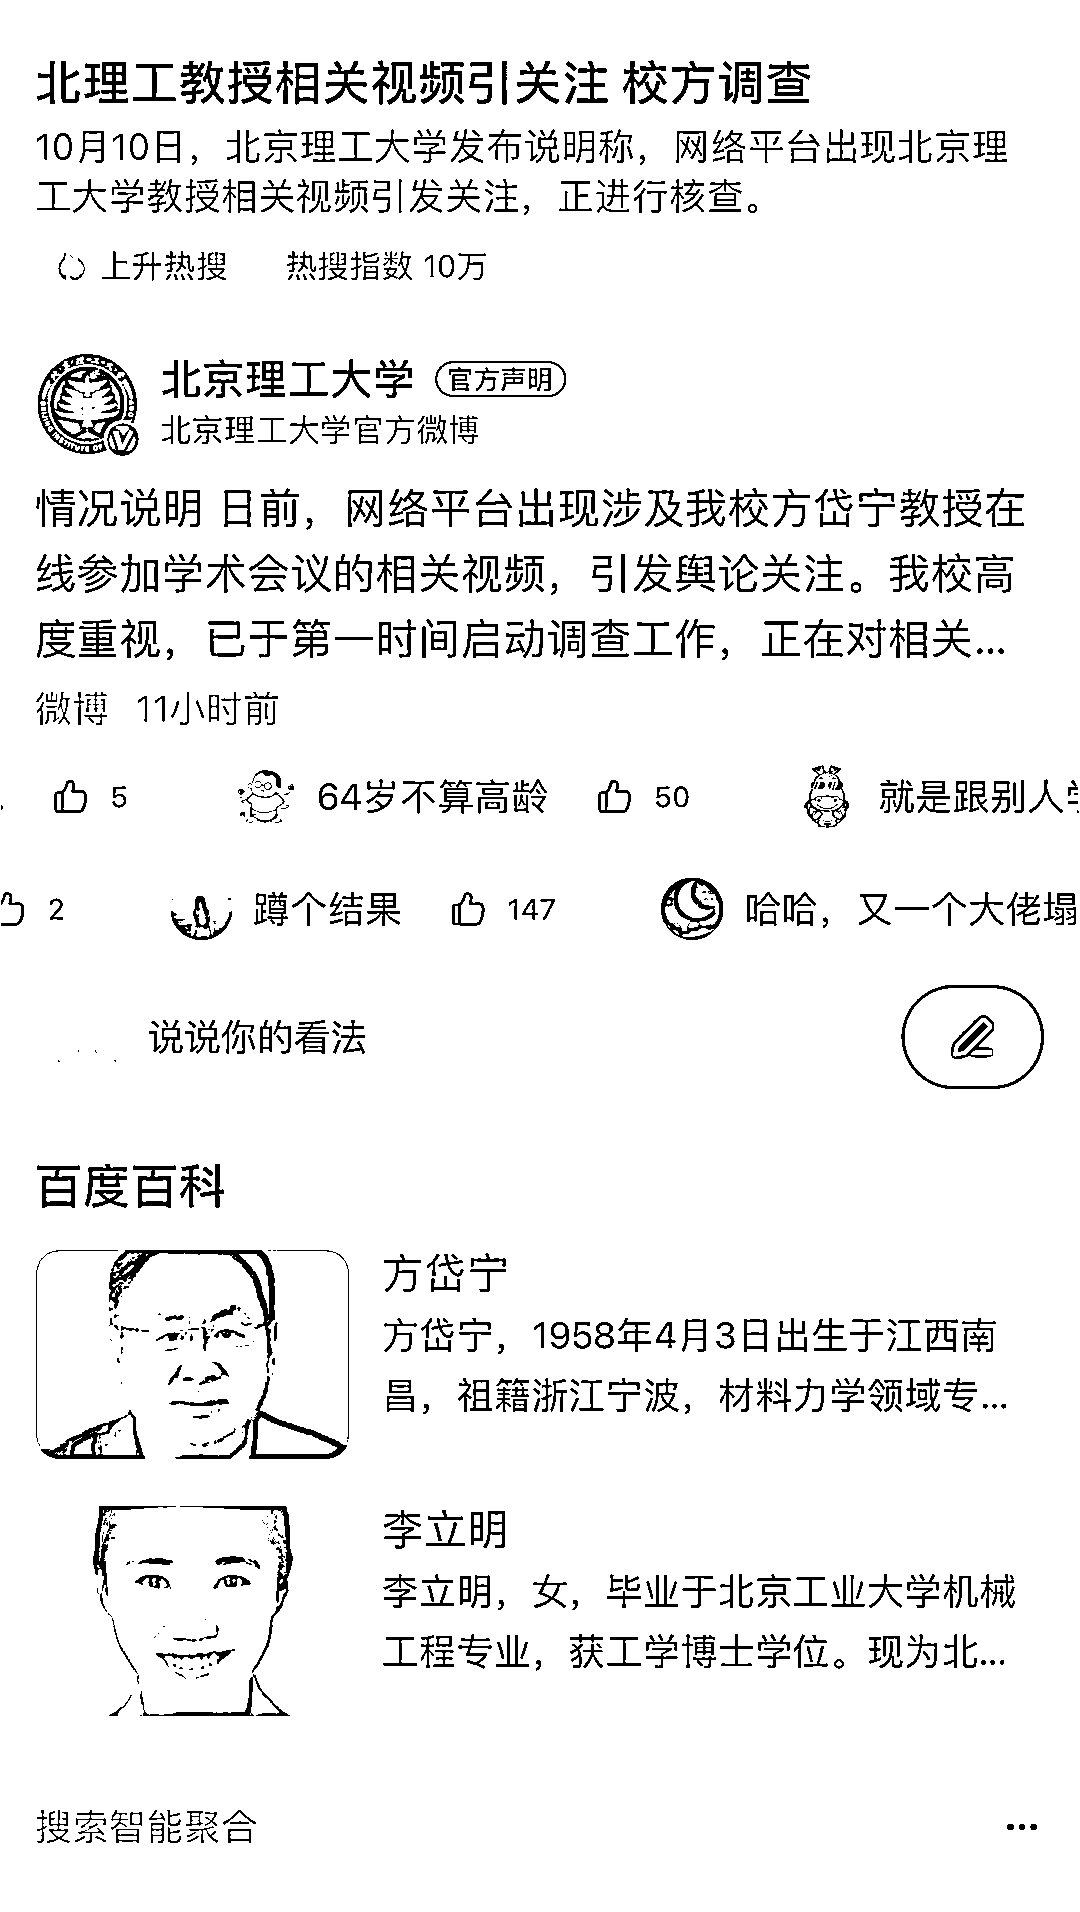 北理工教授相关视频引关注 校方调查
10月10日，北京理工大学发布说明称，网络平台出现北京理
工大学教授相关视频引发关注，正进行核查。
上升热搜 热搜指数 10万
北京理工大学 官方声明
北京理工大学官方微博
情况说明 日前，网络平台出现涉及我校方岱宁教授在
线参加学术会议的相关视频，引发舆论关注。我校高
度重视，已于第一时间启动调查工作，正在对相关...
微博 11小时前
5 64岁不算高龄 50 就是跟别人学
2 蹲个结果 147 哈哈，又一个大佬塌
说说你的看法
百度百科
方岱宁
方岱宁，1958年4月3日出生于江西南
昌，祖籍浙江宁波，材料力学领域专...
李立明
李立明，女，毕业于北京工业大学机械
工程专业，获工学博士学位。现为北...
搜索智能聚合